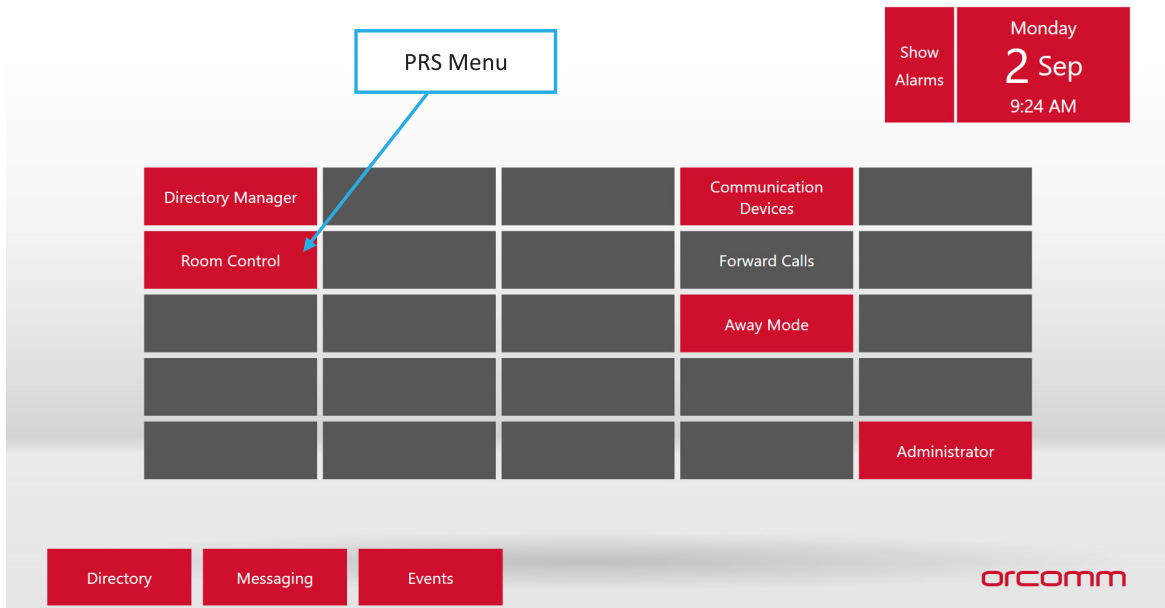 PRS Menu
Show
Alarms
Monday
2 Sep
9:24 AM
Directory Manager
Communication
Devices
Room Control
Forward Calls
Away Mode
Administrator
Directory
Messaging
Events
orcomm